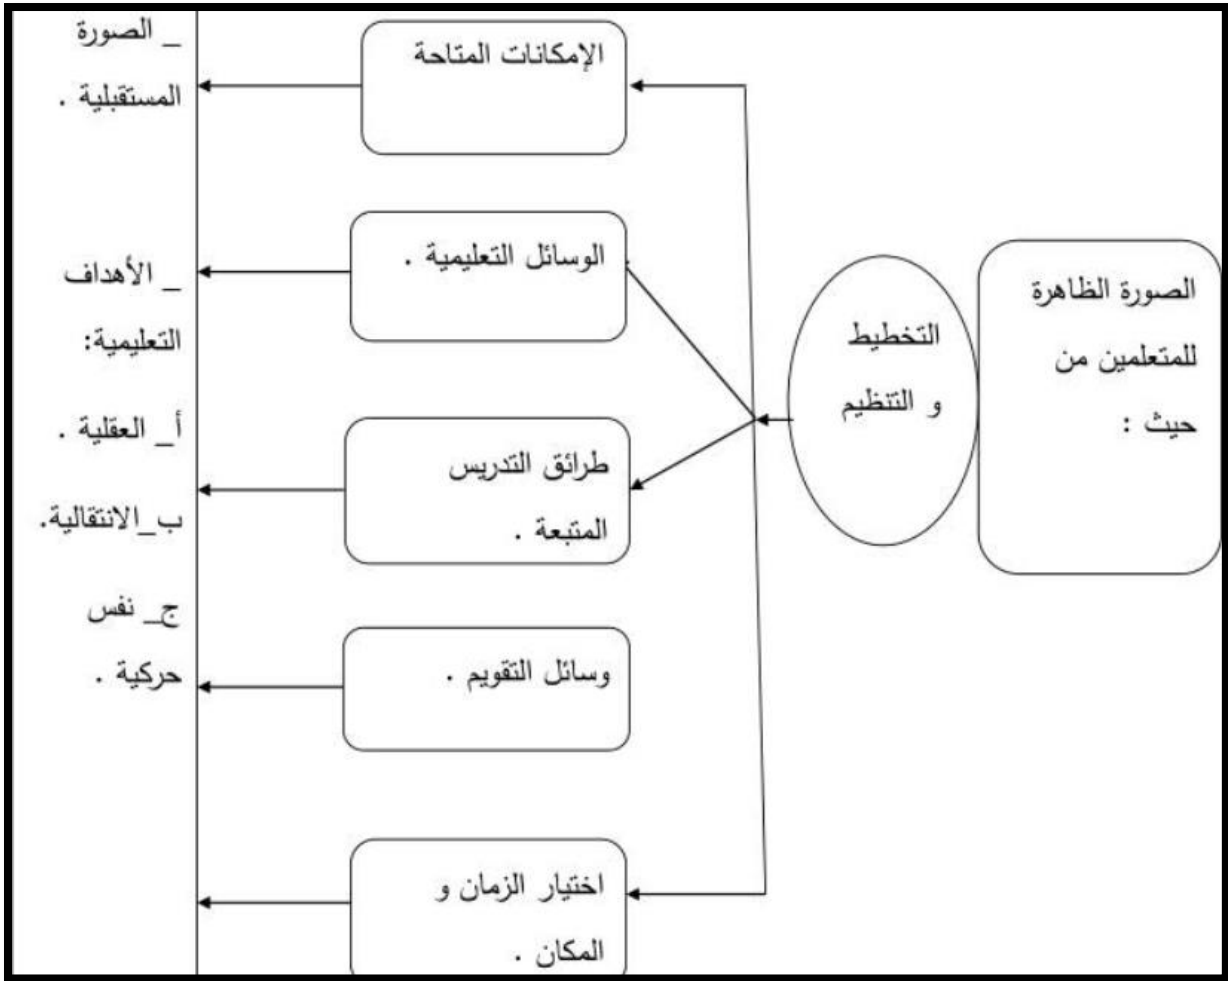 الصورة الظاهرة
للمتعلمين من
حيث :
التخطيط
و التنظيم
الإمكانات المتاحة
الوسائل التعليمية .
طرائق التدريس
المتبعة .
وسائل التقويم .
اختيار الزمان و
المكان .
_ الصورة
المستقبلية .
_ الأهداف
التعليمية:
أ_ العقلية .
ب_الانتقالية.
ج_ نفس
حركية .